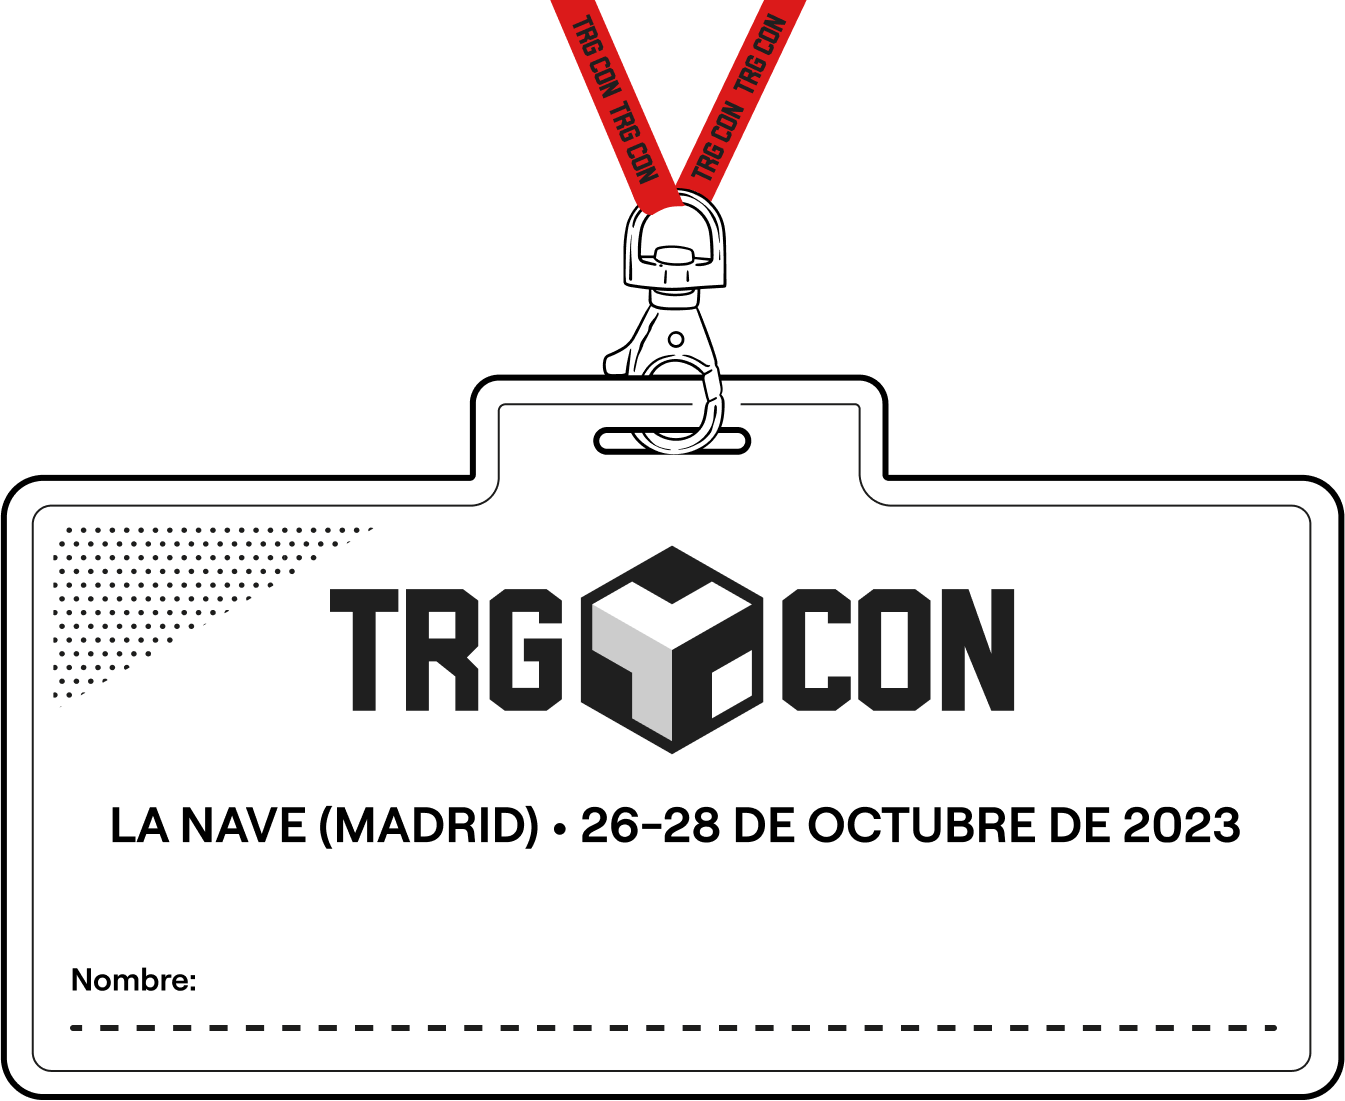 TRG CON TRG CON
TRG CON TRG CON
TRG CON
LA NAVE (MADRID) • 26-28 DE OCTUBRE DE 2023
Nombre: